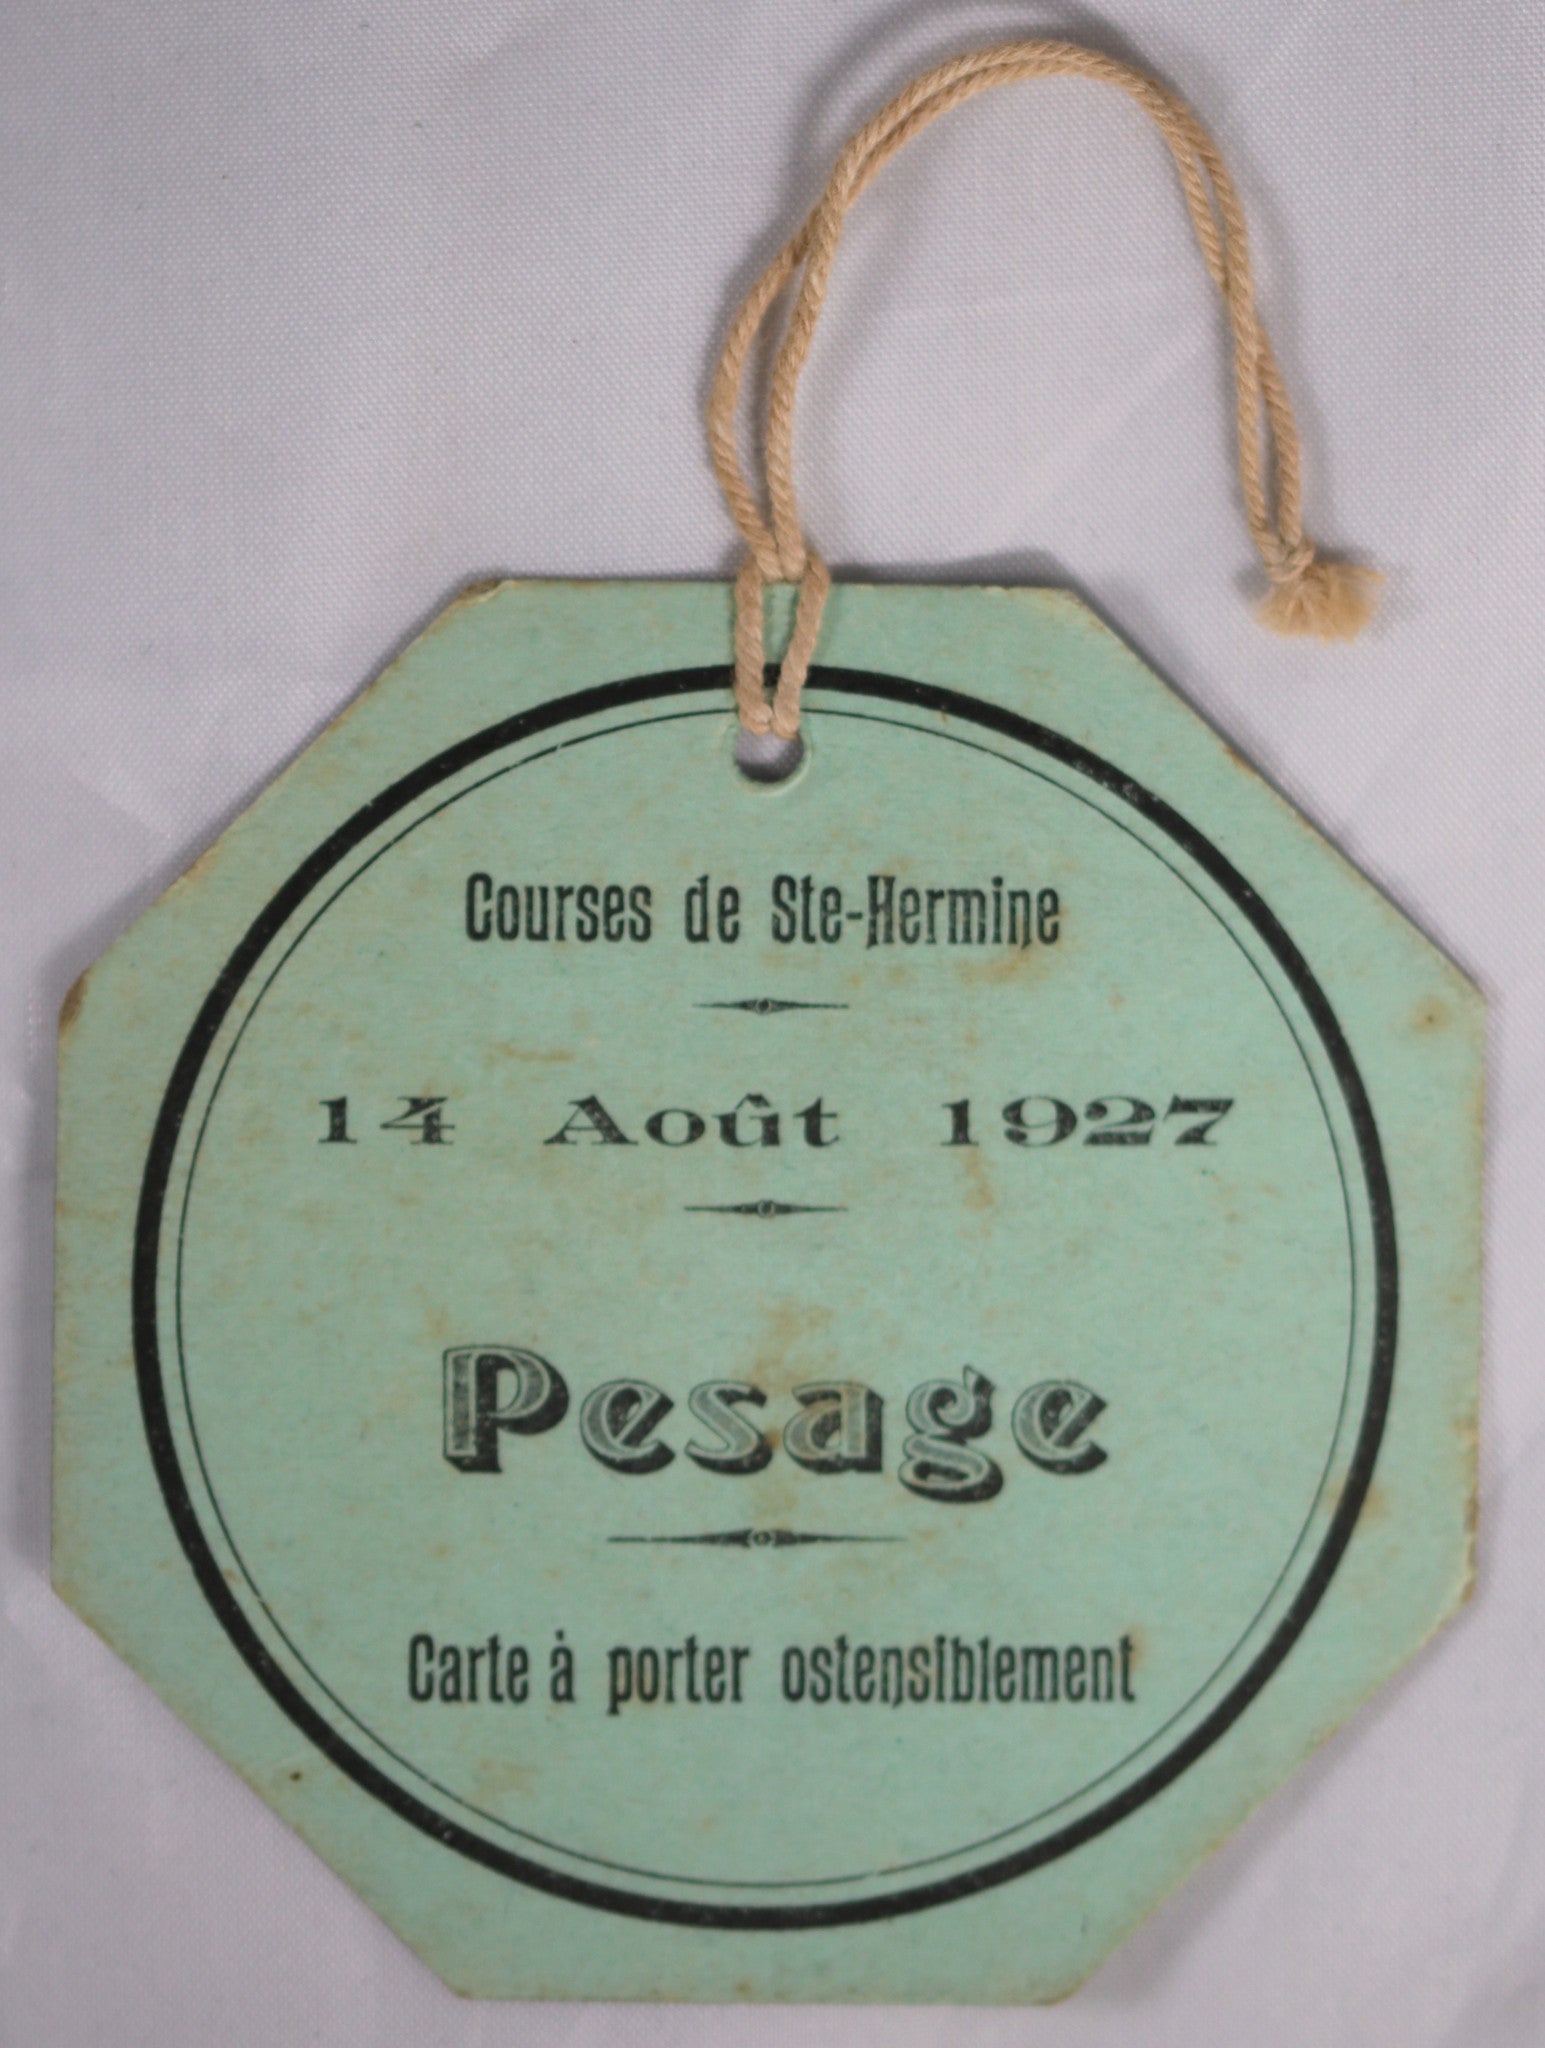 Courses de Ste-Hermine
14 Août 1927
Pesage
Carte à porter ostensiblement